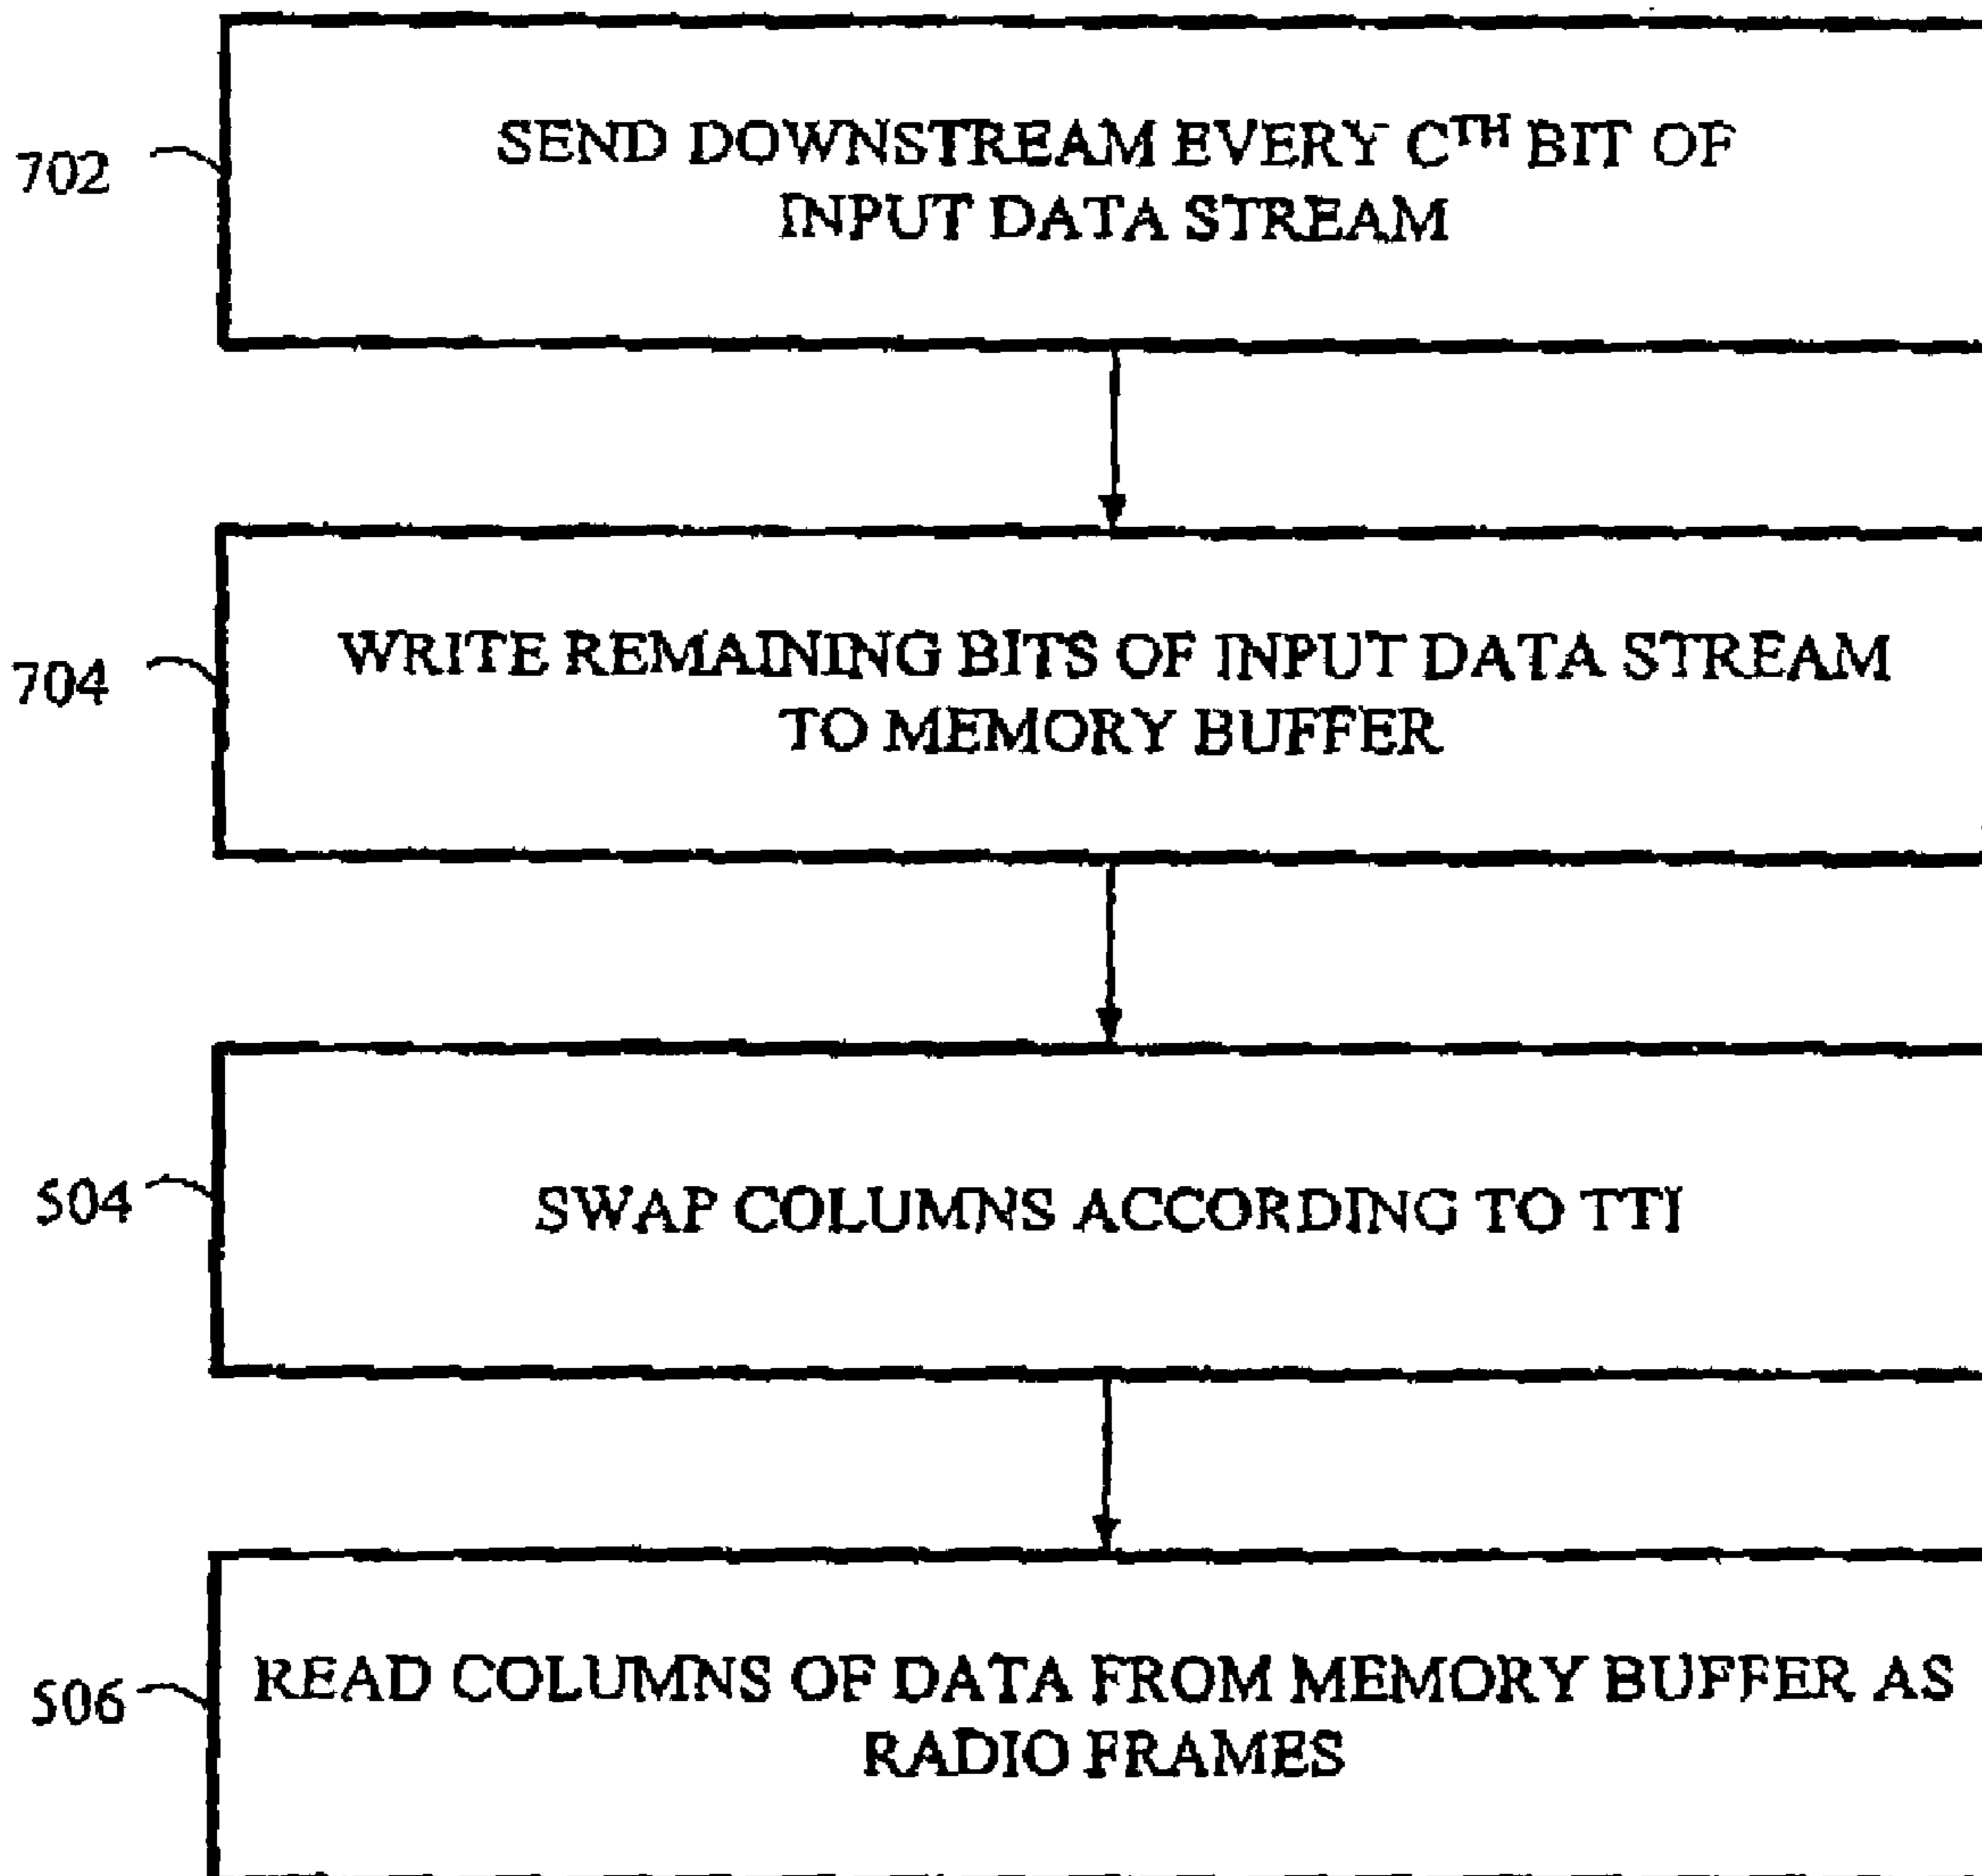 702
SEND DOWNSTREAM EVERY CTH BIT OF
INPUT DATA STREAM
704
WRITE REMAINING BITS OF INPUT DATA STREAM
TO MEMORY BUFFER
504
SWAP COLUMNS ACCORDING TO TTI
506
READ COLUMNS OF DATA FROM MEMORY BUFFER AS
RADIO FRAMES